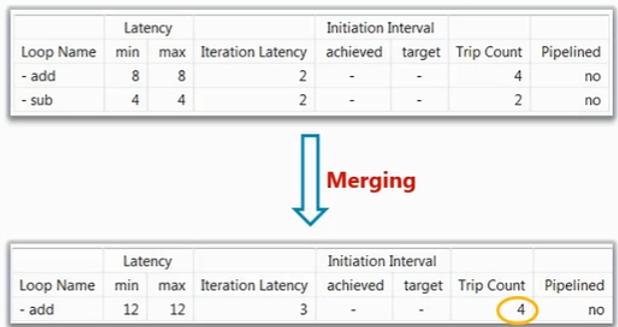 Latency Initiation Interval
Loop Name min max Iteration Latency achieved target Trip Count Pipelined
- add 8 8 2 - - 4 no
- sub 4 4 2 - - 2 no
Merging
Latency Initiation Interval
Loop Name min max Iteration Latency achieved target Trip Count Pipelined
- add 12 12 3 - - 4 no